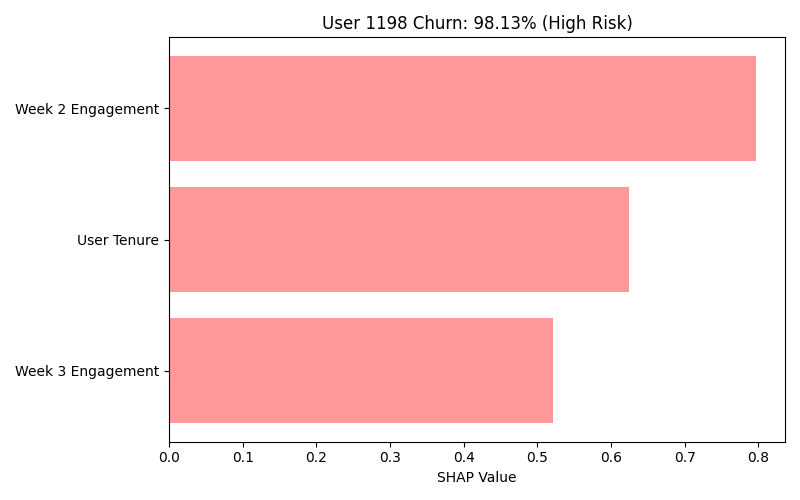 User 1198 Churn: 98.13% (High Risk)
Week 2 Engagement
User Tenure
Week 3 Engagement
0.0 0.1 0.2 0.3 0.4 0.5 0.6 0.7 0.8
SHAP Value